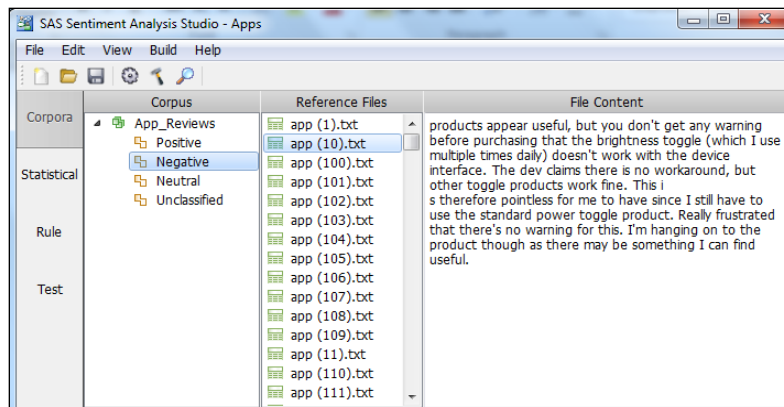 SAS Sentiment Analysis Studio - Apps
File Edit View Build Help
Corpora
Statistical
Rule
Test
Corpus
App_Reviews
Positive
Negative
Neutral
Unclassified
Reference Files
app (1).txt
app (10).txt
app (100).txt
app (101).txt
app (102).txt
app (103).txt
app (104).txt
app (105).txt
app (106).txt
app (107).txt
app (108).txt
app (109).txt
app (11).txt
app (110).txt
app (111).txt
File Content
products appear useful, but you don't get any warning
before purchasing that the brightness toggle (which I use
multiple times daily) doesn't work with the device
interface. The dev claims there is no workaround, but
other toggle products work fine. This i
s therefore pointless for me to have since I still have to
use the standard power toggle product. Really frustrated
that there's no warning for this. I'm hanging on to the
product though as there may be something I can find
useful.